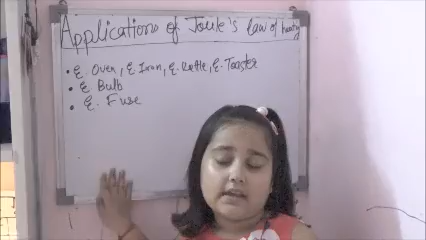 Applications of Joule's law of heating
• E. Oven, E. Iron, E. Kettle, E. Toaster
• E Bulb
• E. Fuse